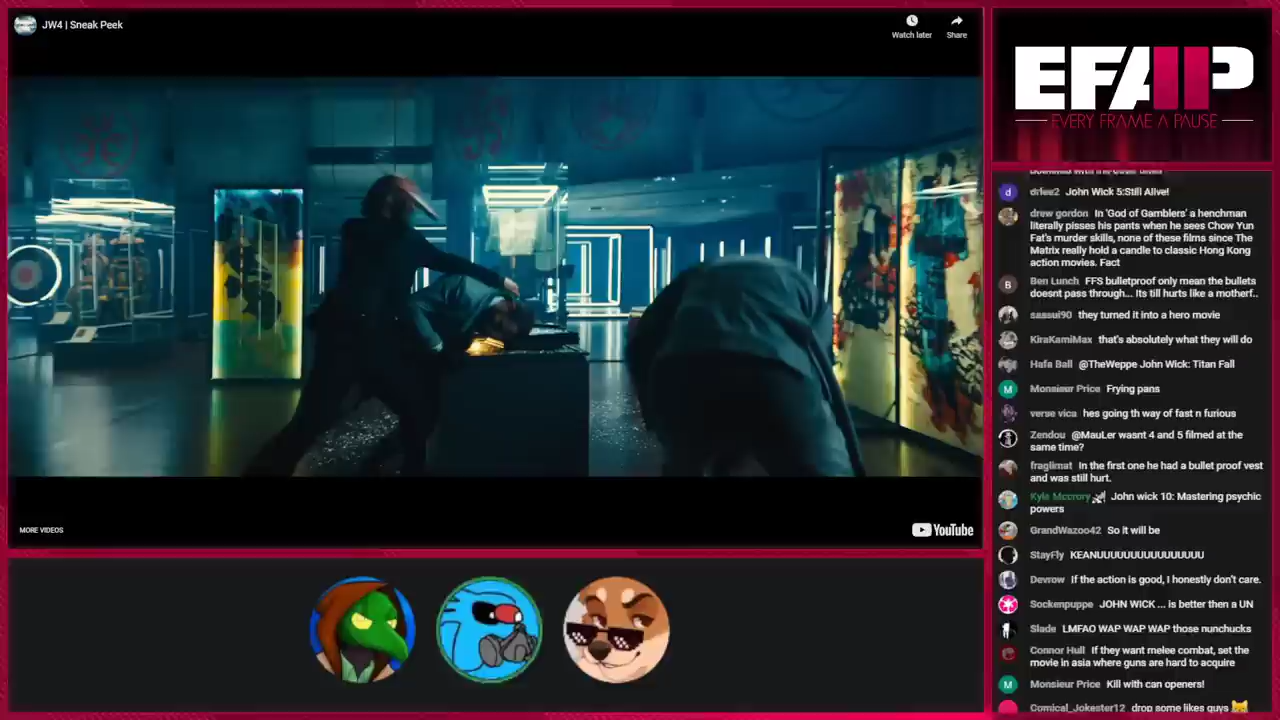 JW4 | Sneak Peek
Watch later
Share
MORE VIDEOS
YouTube
EFAP
EVERY FRAME A PAUSE
drlee2 John Wick 5:Still Alive!
drew gordon In 'God of Gamblers' a henchman
literally pisses his pants when he sees Chow Yun
Fat's murder skills, none of these films since The
Matrix really hold a candle to classic Hong Kong
action movies. Fact
B
Ben Lunch FFS bulletproof only mean the bullets
doesnt pass through... Its till hurts like a motherf..
sassui90 they turned it into a hero movie
KiraKamiMax that's absolutely what they will do
Hafa Ball @TheWeppe John Wick: Titan Fall
M
Monsieur Price Frying pans
verse vica hes going th way of fast n furious
Zendou @MauLer wasnt 4 and 5 filmed at the
same time?
fraglimat In the first one he had a bullet proof vest
and was still hurt.
Kyle Mccrory John wick 10: Mastering psychic
powers
GrandWazoo42 So it will be
StayFly KEANUUUUUUUUUUUUUUUU
Devrow If the action is good, I honestly don't care.
Sockenpuppe JOHN WICK ... is better then a UN
Slade LMFAO WAP WAP WAP those nunchucks
Connor Hull If they want melee combat, set the
movie in asia where guns are hard to acquire
M
Monsieur Price Kill with can openers!
Comical_Jokester12 drop some likes guys